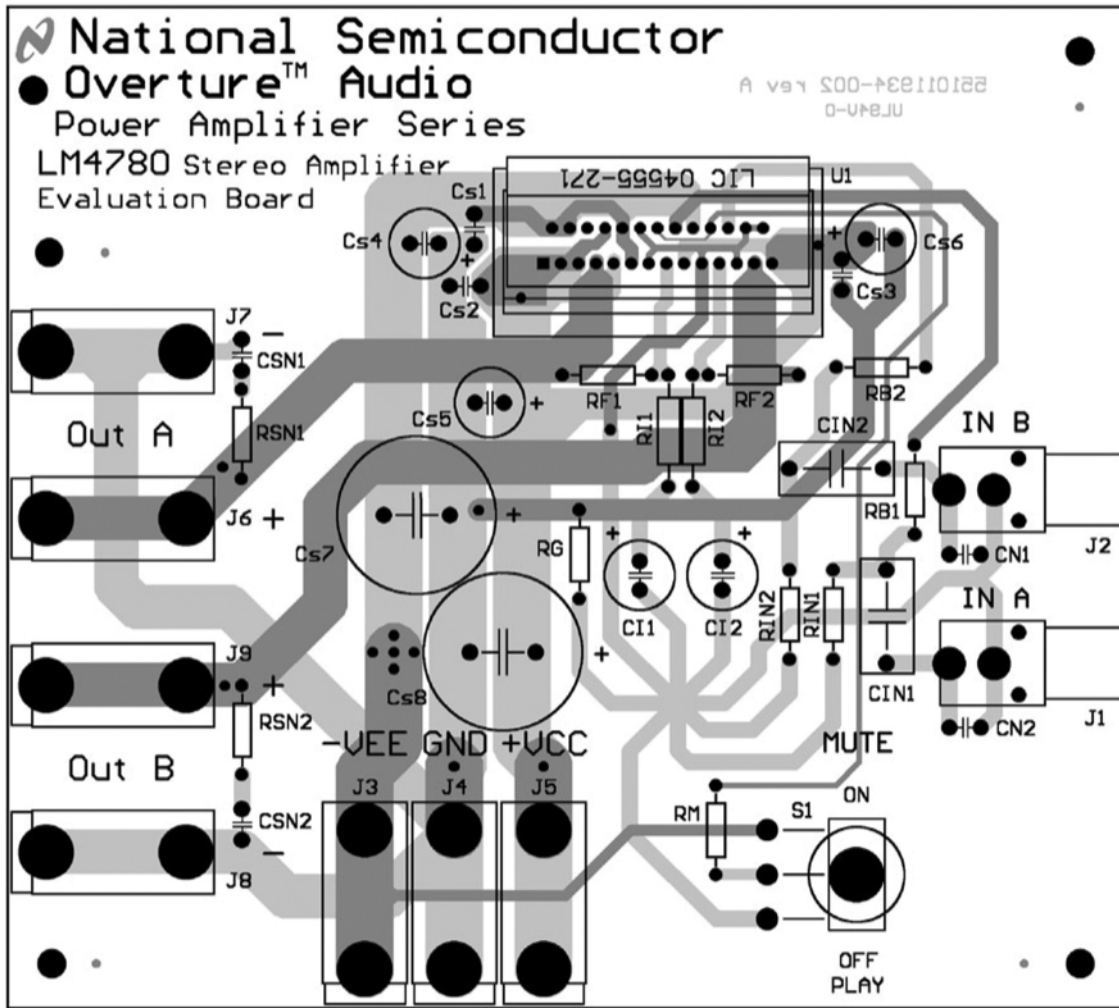 National Semiconductor
Overture™ Audio
Power Amplifier Series
LM4780 Stereo Amplifier
Evaluation Board
551011934-002 rev A
UL94V-0
LIC 04555-271
U1
Cs1
Cs4
Cs6
+
+
Cs2
Cs3
J7
-
CSN1
RF1
RF2
RB2
Cs5
+
Out A
RSN1
RI1
RI2
CIN2
IN B
J6
+
Cs7
+
RG
+
+
RB1
J2
CN1
CI1
CI2
RIN2
RIN1
IN A
J9
+
Cs8
+
CIN1
J1
RSN2
CN2
-VEE
GND
+VCC
MUTE
Out B
J3
J4
J5
ON
CSN2
RM
S1
-
J8
OFF
PLAY